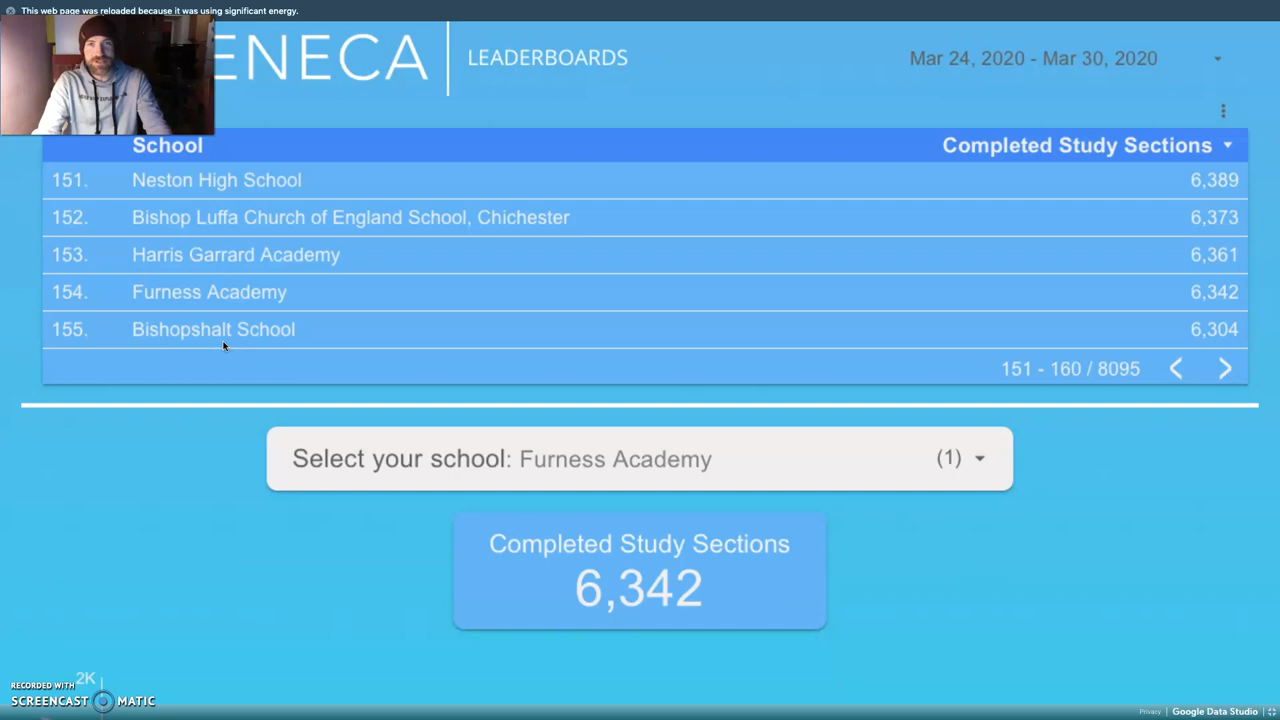 This web page was reloaded because it was using significant energy.
ENECA
LEADERBOARDS
Mar 24, 2020 - Mar 30, 2020
School Completed Study Sections
151. Neston High School 6,389
152. Bishop Luffa Church of England School, Chichester 6,373
153. Harris Garrard Academy 6,361
154. Furness Academy 6,342
155. Bishopshalt School 6,304
151 - 160 / 8095
Select your school: Furness Academy (1)
Completed Study Sections
6,342
2K
RECORDED WITH
SCREENCAST MATIC
Privacy Google Data Studio